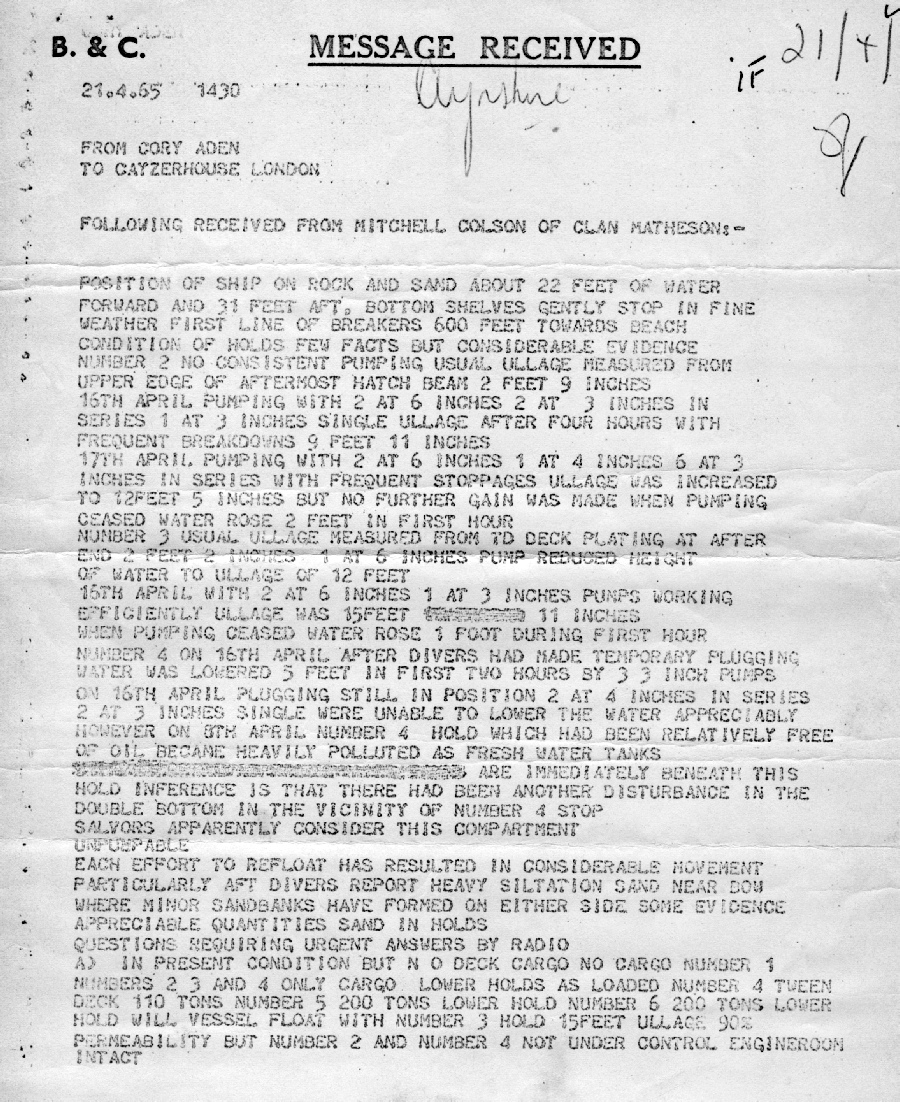 B. & C. MESSAGE RECEIVED
21/4/
IF
21.4.65 1430
Ayrshire
FROM CORY ADEN
TO CAYZERHOUSE LONDON
FOLLOWING RECEIVED FROM MITCHELL COLSON OF CLAN MATHESON:-
POSITION OF SHIP ON ROCK AND SAND ABOUT 22 FEET OF WATER
FORWARD AND 31 FEET AFT. BOTTOM SHELVES GENTLY STOP IN FINE
WEATHER FIRST LINE OF BREAKERS 600 FEET TOWARDS BEACH
CONDITION OF HOLDS FEW FACTS BUT CONSIDERABLE EVIDENCE
NUMBER 2 NO CONSISTENT PUMPING USUAL ULLAGE MEASURED FROM
UPPER EDGE OF AFTERMOST HATCH BEAM 2 FEET 9 INCHES
16TH APRIL PUMPING WITH 2 AT 6 INCHES 2 AT 3 INCHES IN
SERIES 1 AT 3 INCHES SINGLE ULLAGE AFTER FOUR HOURS WITH
FREQUENT BREAKDOWNS 9 FEET 11 INCHES
17TH APRIL PUMPING WITH 2 AT 6 INCHES 1 AT 4 INCHES 6 AT 3
INCHES IN SERIES WITH FREQUENT STOPPAGES ULLAGE WAS INCREASED
TO 12FEET 5 INCHES BUT NO FURTHER GAIN WAS MADE WHEN PUMPING
CEASED WATER ROSE 2 FEET IN FIRST HOUR
NUMBER 3 USUAL ULLAGE MEASURED FROM TD DECK PLATING AT AFTER
END 2 FEET 2 INCHES 1 AT 6 INCHES PUMP REDUCED HEIGHT
OF WATER TO ULLAGE OF 12 FEET
16TH APRIL WITH 2 AT 6 INCHES 1 AT 3 INCHES PUMPS WORKING
EFFICIENTLY ULLAGE WAS 15FEET 11 INCHES
WHEN PUMPING CEASED WATER ROSE 1 FOOT DURING FIRST HOUR
NUMBER 4 ON 16TH APRIL AFTER DIVERS HAD MADE TEMPORARY PLUGGING
WATER WAS LOWERED 5 FEET IN FIRST TWO HOURS BY 3 3 INCH PUMPS
ON 16TH APRIL PLUGGING STILL IN POSITION 2 AT 4 INCHES IN SERIES
2 AT 3 INCHES SINGLE WERE UNABLE TO LOWER THE WATER APPRECIABLY
HOWEVER ON 8TH APRIL NUMBER 4 HOLD WHICH HAD BEEN RELATIVELY FREE
OF OIL BECAME HEAVILY POLLUTED AS FRESH WATER TANKS
ARE IMMEDIATELY BENEATH THIS
HOLD INFERENCE IS THAT THERE HAD BEEN ANOTHER DISTURBANCE IN THE
DOUBLE BOTTOM IN THE VICINITY OF NUMBER 4 STOP
SALVORS APPARENTLY CONSIDER THIS COMPARTMENT
UNPUMPABLE
EACH EFFORT TO REFLOAT HAS RESULTED IN CONSIDERABLE MOVEMENT
PARTICULARLY AFT DIVERS REPORT HEAVY SILTATION SAND NEAR BOW
WHERE MINOR SANDBANKS HAVE FORMED ON EITHER SIDE SOME EVIDENCE
APPRECIABLE QUANTITIES SAND IN HOLDS
QUESTIONS REQUIRING URGENT ANSWERS BY RADIO
A) IN PRESENT CONDITION BUT N O DECK CARGO NO CARGO NUMBER 1
NUMBERS 2 3 AND 4 ONLY CARGO LOWER HOLDS AS LOADED NUMBER 4 TWEEN
DECK 110 TONS NUMBER 5 200 TONS LOWER HOLD NUMBER 6 200 TONS LOWER
HOLD WILL VESSEL FLOAT WITH NUMBER 3 HOLD 15FEET ULLAGE 90%
PERMEABILITY BUT NUMBER 2 AND NUMBER 4 NOT UNDER CONTROL ENGINEROOM
INTACT